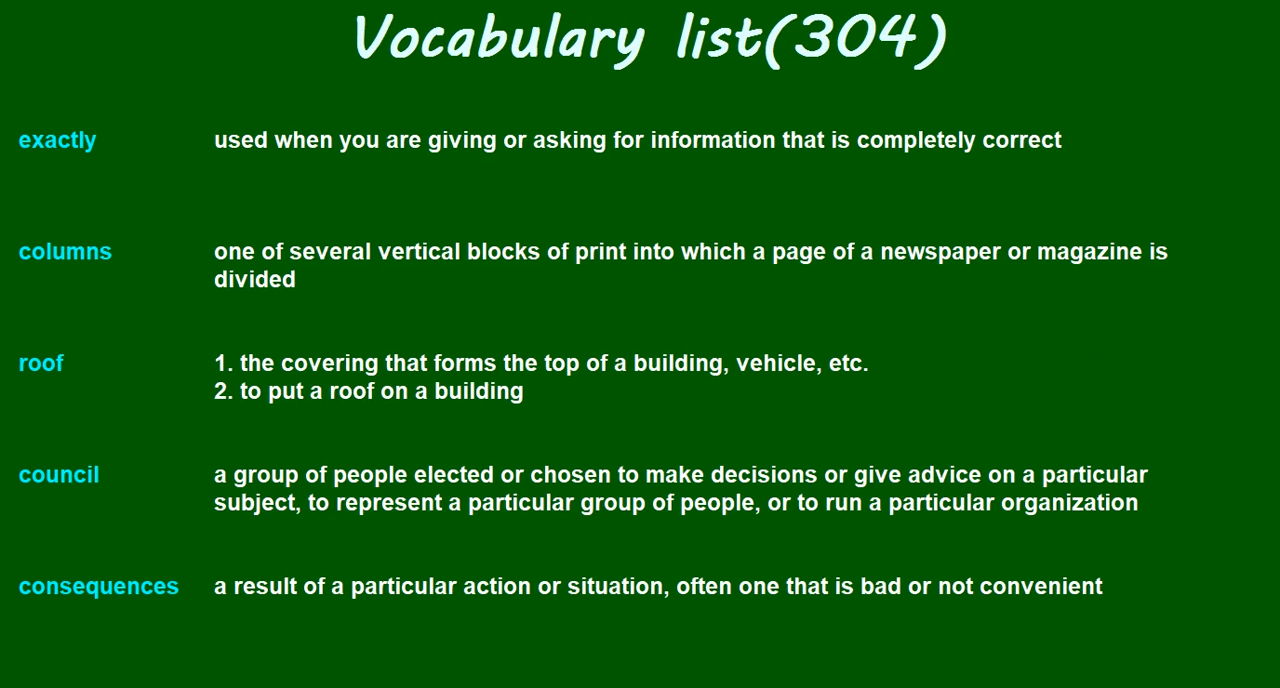 Vocabulary list(304)
exactly used when you are giving or asking for information that is completely correct
columns one of several vertical blocks of print into which a page of a newspaper or magazine is
divided
roof 1. the covering that forms the top of a building, vehicle, etc.
2. to put a roof on a building
council a group of people elected or chosen to make decisions or give advice on a particular
subject, to represent a particular group of people, or to run a particular organization
consequences a result of a particular action or situation, often one that is bad or not convenient